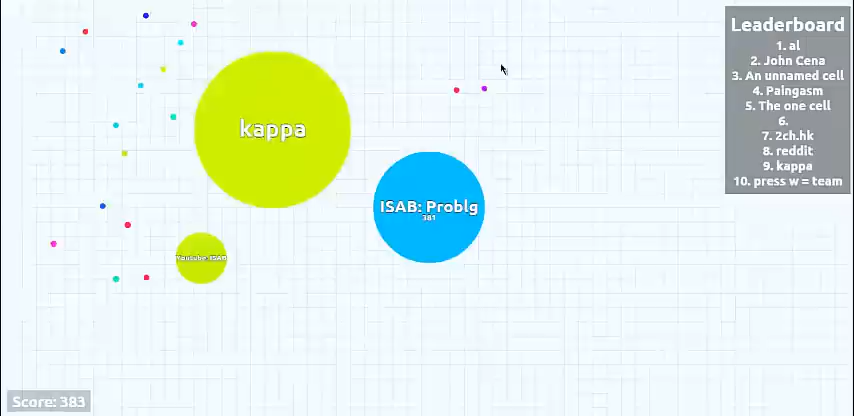 Leaderboard
1. al
2. John Cena
3. An unnamed cell
4. Paingasm
5. The one cell
6.
7. 2ch.hk
8. reddit
9. kappa
10. press w = team
kappa
ISAB: Problg
381
Youtube: ISAB
Score: 383